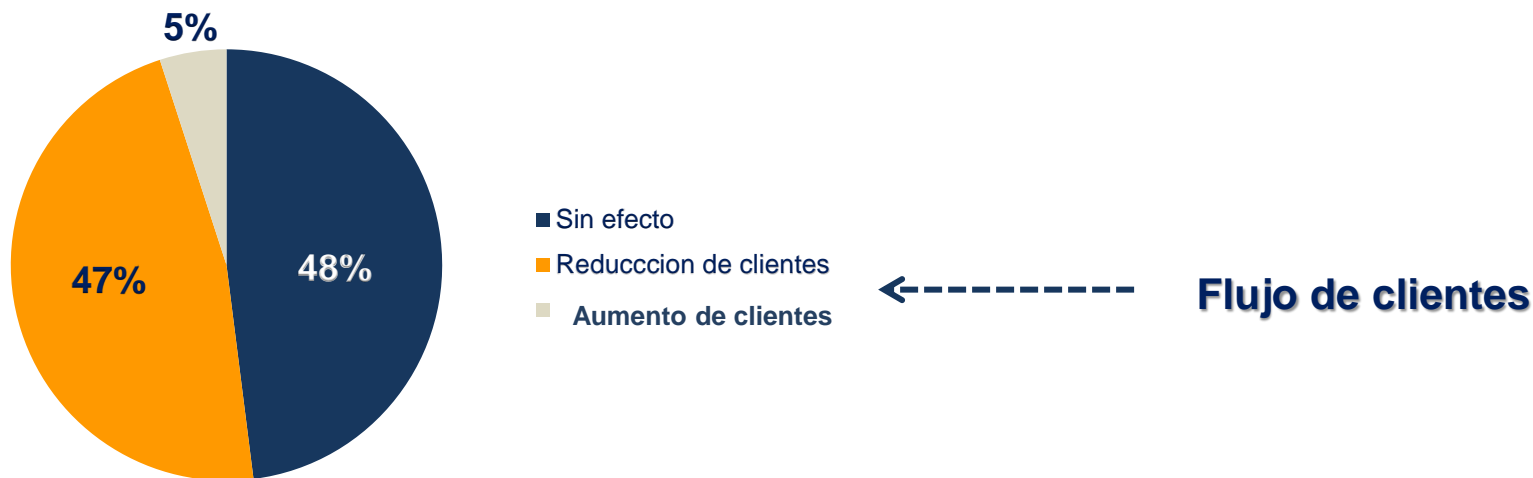 5%
47%
48%
Sin efecto
Reducccion de clientes
Aumento de clientes
Flujo de clientes